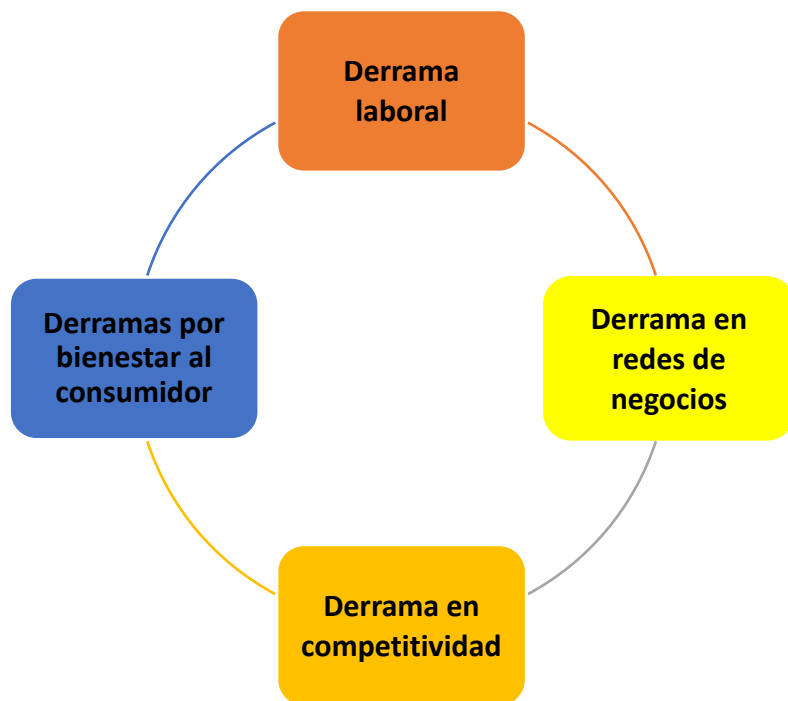 Derrama
laboral
Derrama en
redes de
negocios
Derrama en
competitividad
Derramas por
bienestar al
consumidor